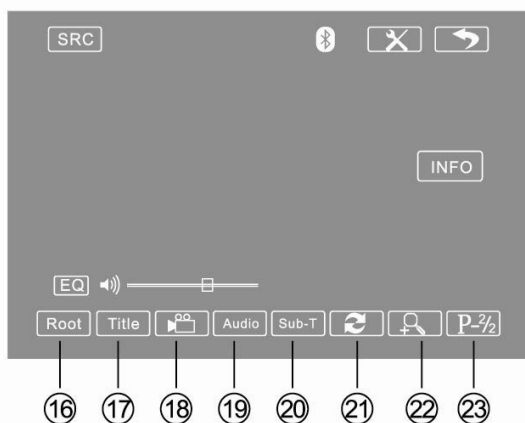 SRC
INFO
EQ
Root Title Audio Sub-T P-2/2
⑯ ⑰ ⑱ ⑲ ⑳ ㉑ ㉒ ㉓